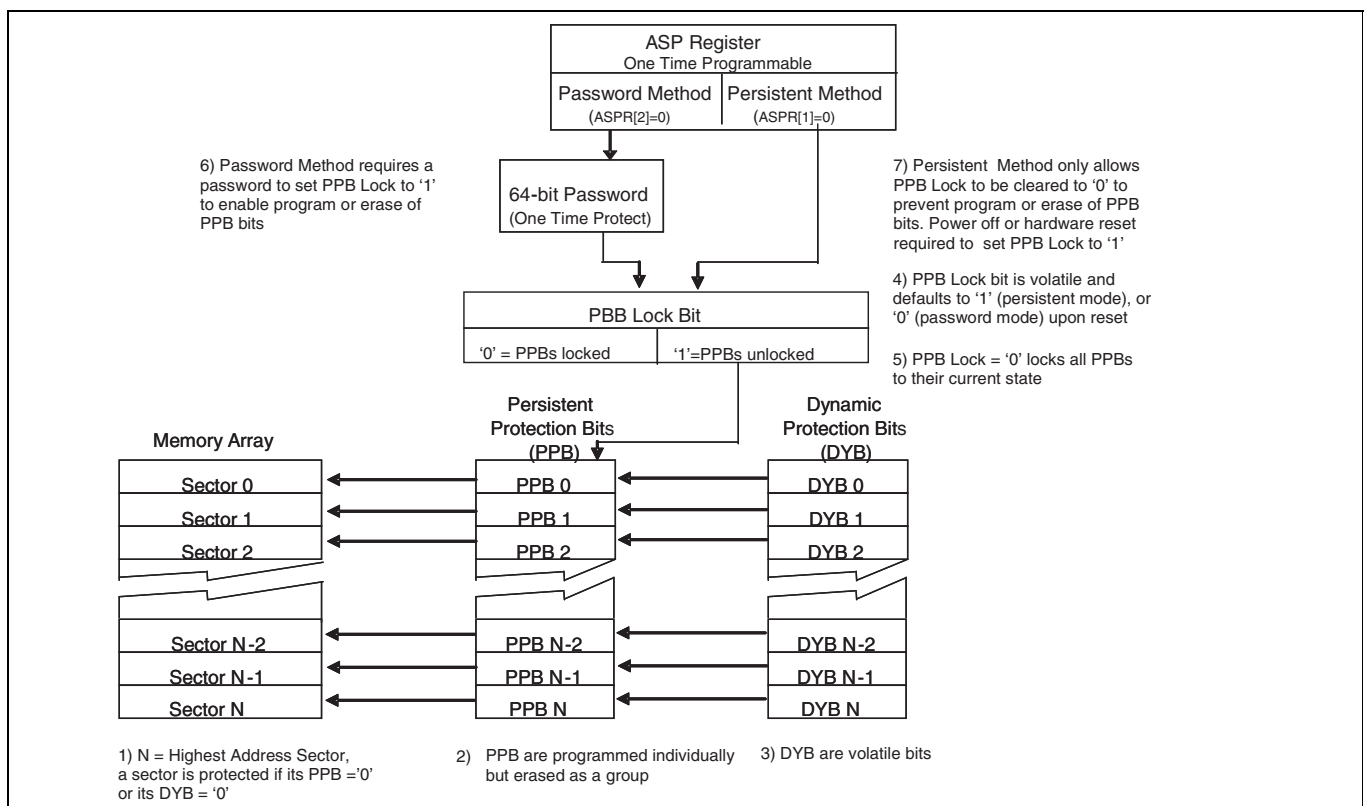 ASP Register
One Time Programmable
Password Method
(ASPR[2]=0)
Persistent Method
(ASPR[1]=0)
6) Password Method requires a
password to set PPB Lock to ‘1’
to enable program or erase of
PPB bits
64-bit Password
(One Time Protect)
7) Persistent Method only allows
PPB Lock to be cleared to ‘0’ to
prevent program or erase of PPB
bits. Power off or hardware reset
required to set PPB Lock to ‘1’
4) PPB Lock bit is volatile and
defaults to ‘1’ (persistent mode), or
‘0’ (password mode) upon reset
PBB Lock Bit
‘0’ = PPBs locked
‘1’=PPBs unlocked
5) PPB Lock = ‘0’ locks all PPBs
to their current state
Memory Array
Sector 0
Sector 1
Sector 2
Sector N-2
Sector N-1
Sector N
Persistent
Protection Bits
(PPB)
PPB 0
PPB 1
PPB 2
PPB N-2
PPB N-1
PPB N
Dynamic
Protection Bits
(DYB)
DYB 0
DYB 1
DYB 2
DYB N-2
DYB N-1
DYB N
1) N = Highest Address Sector,
a sector is protected if its PPB =’0’
or its DYB = ‘0’
2) PPB are programmed individually
but erased as a group
3) DYB are volatile bits